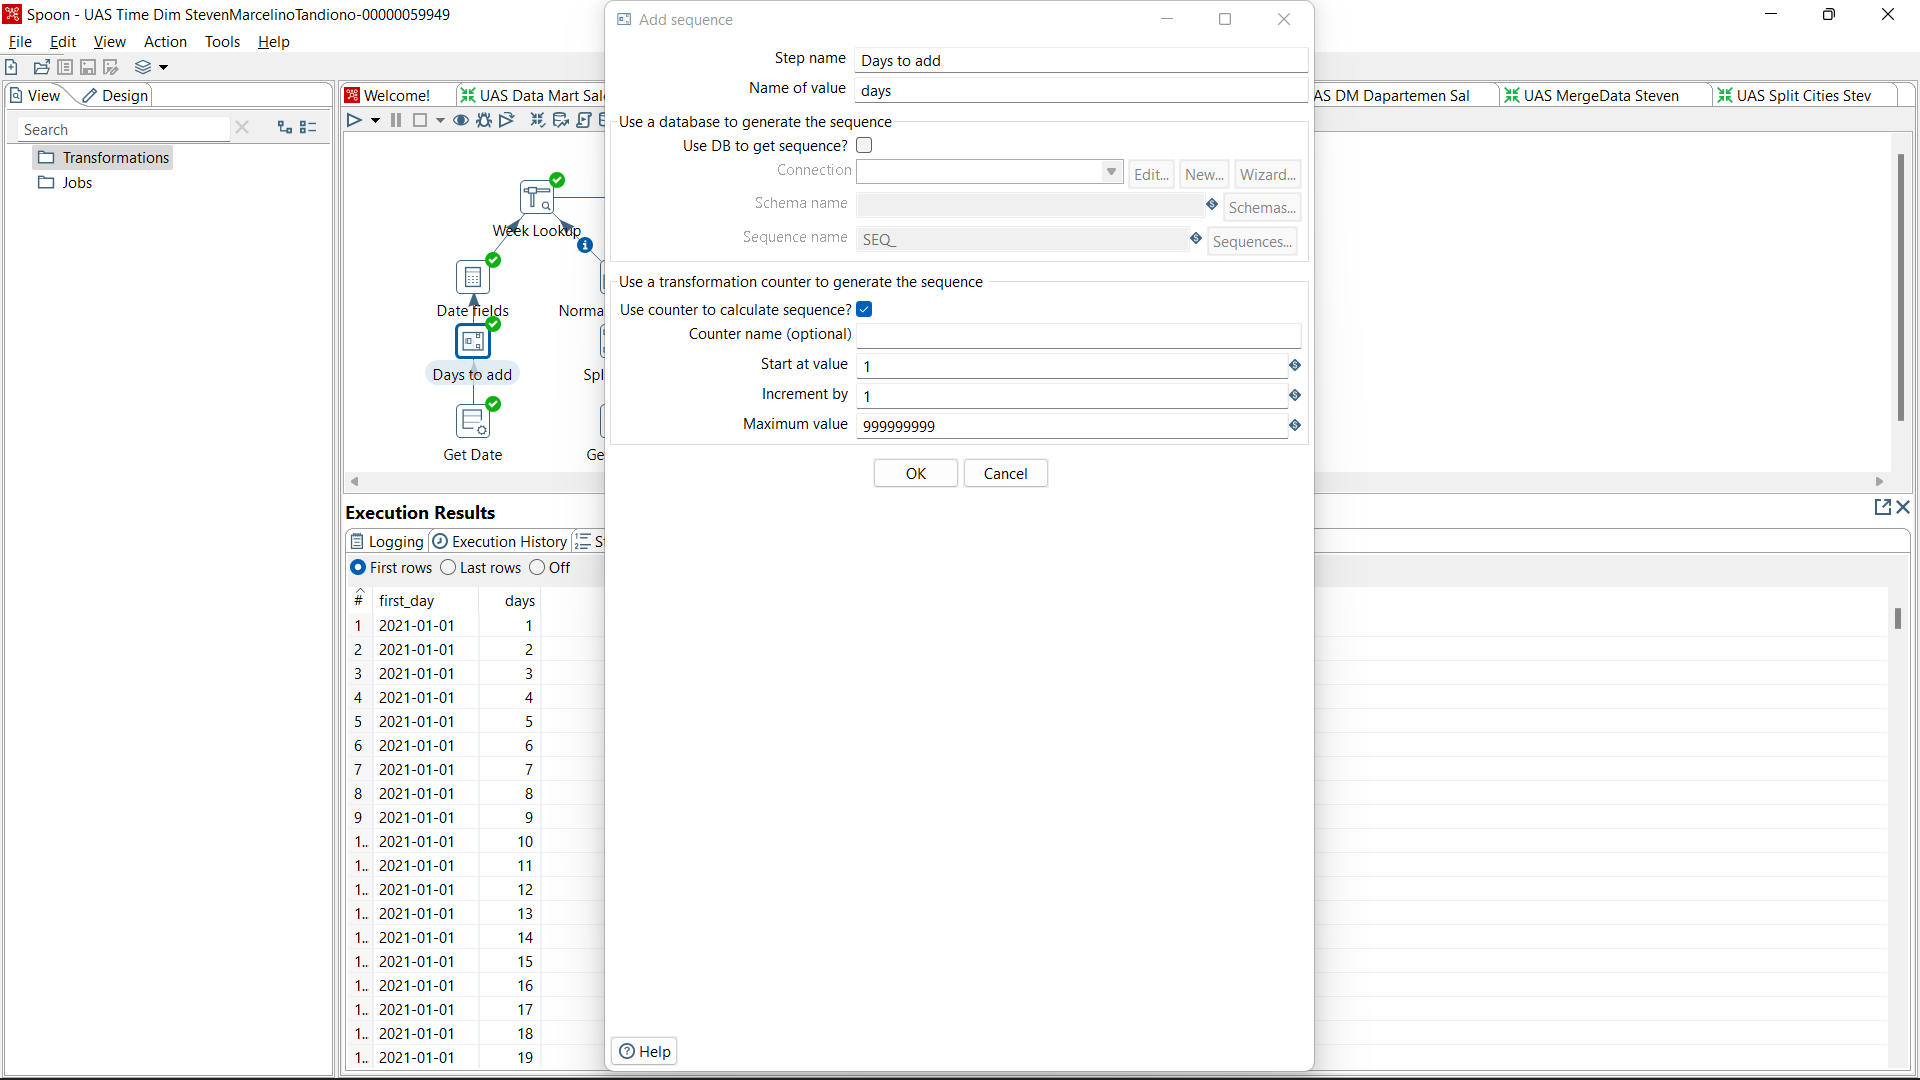 Spoon - UAS Time Dim StevenMarcelinoTandiono-00000059949
File Edit View Action Tools Help
View Design
Search
Transformations
Jobs
Welcome! UAS Data Mart Sal
AS DM Dapartemen Sal UAS MergeData Steven UAS Split Cities Stev
Week Lookup
Date fields
Norma
Days to add
Spl
Get Date
Ge
Add sequence
Step name Days to add
Name of value days
Use a database to generate the sequence
Use DB to get sequence?
Connection Edit... New... Wizard...
Schema name Schemas...
Sequence name SEQ_ Sequences...
Use a transformation counter to generate the sequence
Use counter to calculate sequence?
Counter name (optional)
Start at value 1
Increment by 1
Maximum value 999999999
OK Cancel
Help
Execution Results
Logging Execution History S
First rows Last rows Off
# first_day days
1 2021-01-01 1
2 2021-01-01 2
3 2021-01-01 3
4 2021-01-01 4
5 2021-01-01 5
6 2021-01-01 6
7 2021-01-01 7
8 2021-01-01 8
9 2021-01-01 9
1.. 2021-01-01 10
1.. 2021-01-01 11
1.. 2021-01-01 12
1.. 2021-01-01 13
1.. 2021-01-01 14
1.. 2021-01-01 15
1.. 2021-01-01 16
1.. 2021-01-01 17
1.. 2021-01-01 18
1.. 2021-01-01 19